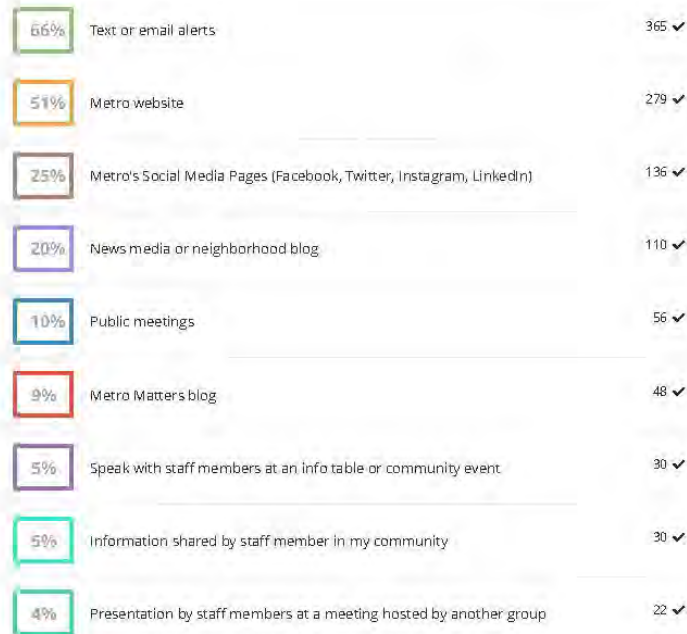 66% Text or email alerts 365 ✔
51% Metro website 279 ✔
25% Metro's Social Media Pages (Facebook, Twitter, Instagram, LinkedIn) 136 ✔
20% News media or neighborhood blog 110 ✔
10% Public meetings 56 ✔
9% Metro Matters blog 48 ✔
5% Speak with staff members at an info table or community event 30 ✔
5% Information shared by staff member in my community 30 ✔
4% Presentation by staff members at a meeting hosted by another group 22 ✔